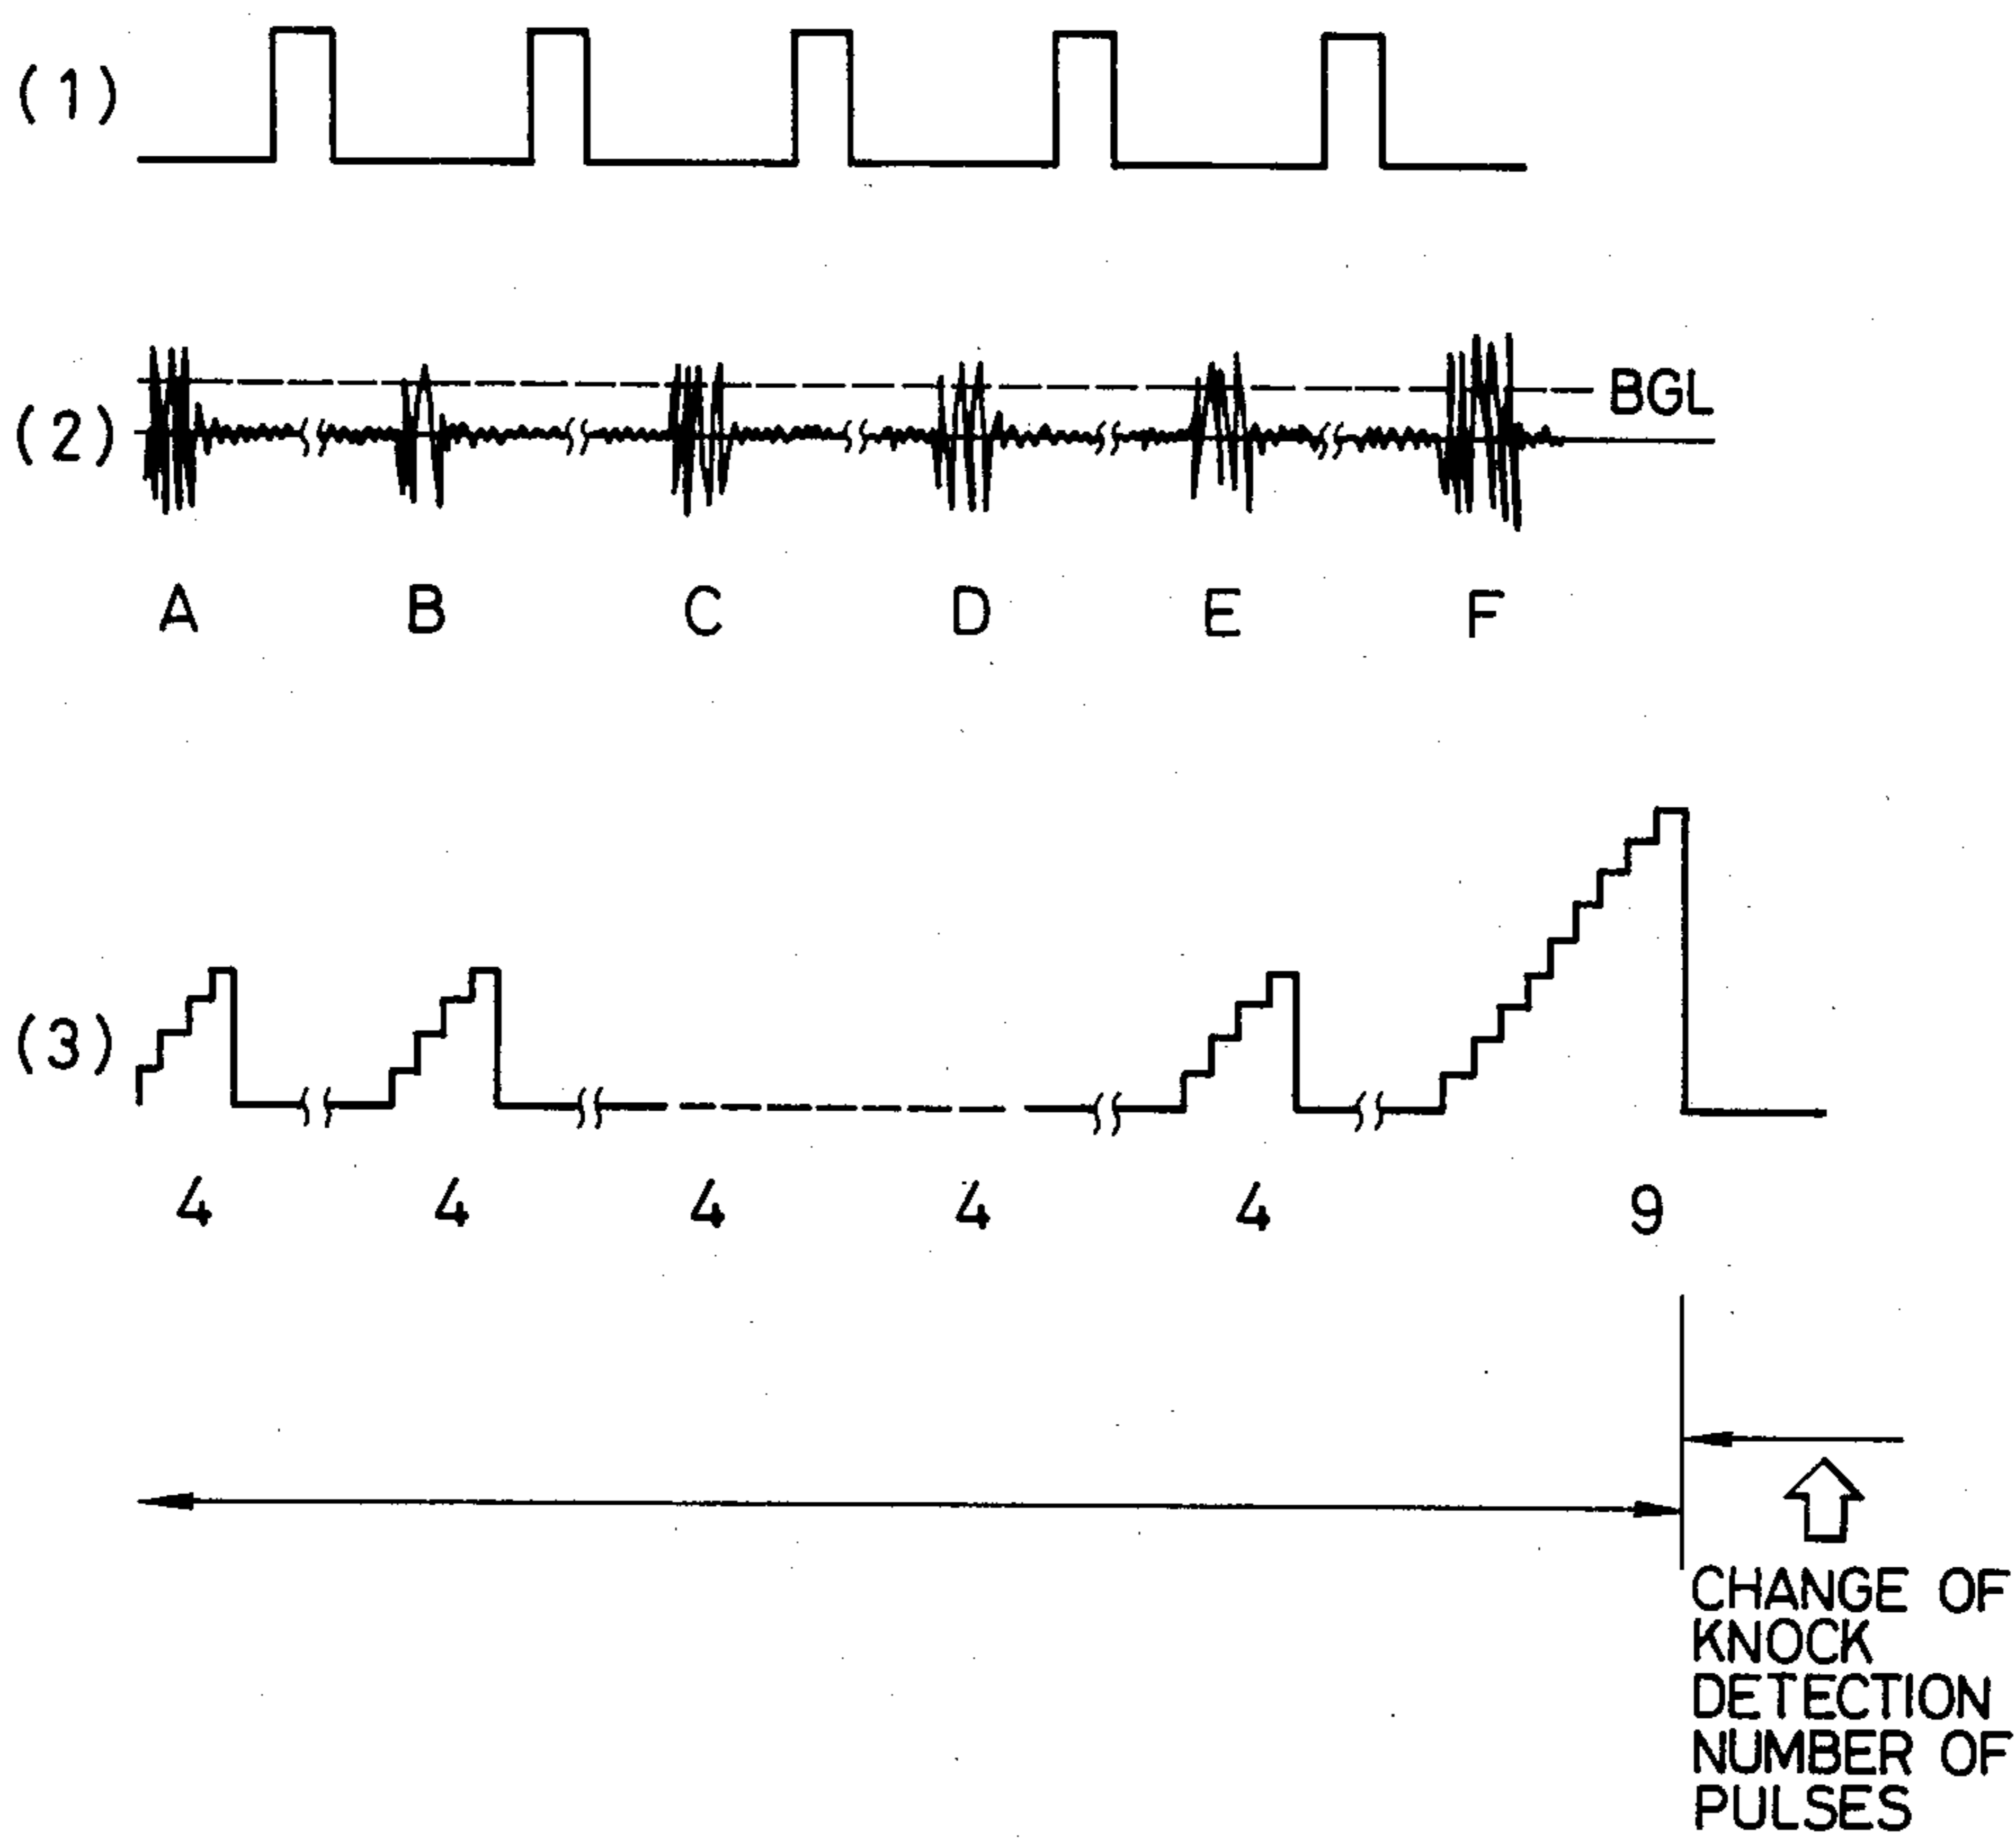 (1)
BGL
(2)
A B C D E F
(3)
4 4 4 4 4 9
CHANGE OF
KNOCK
DETECTION
NUMBER OF
PULSES